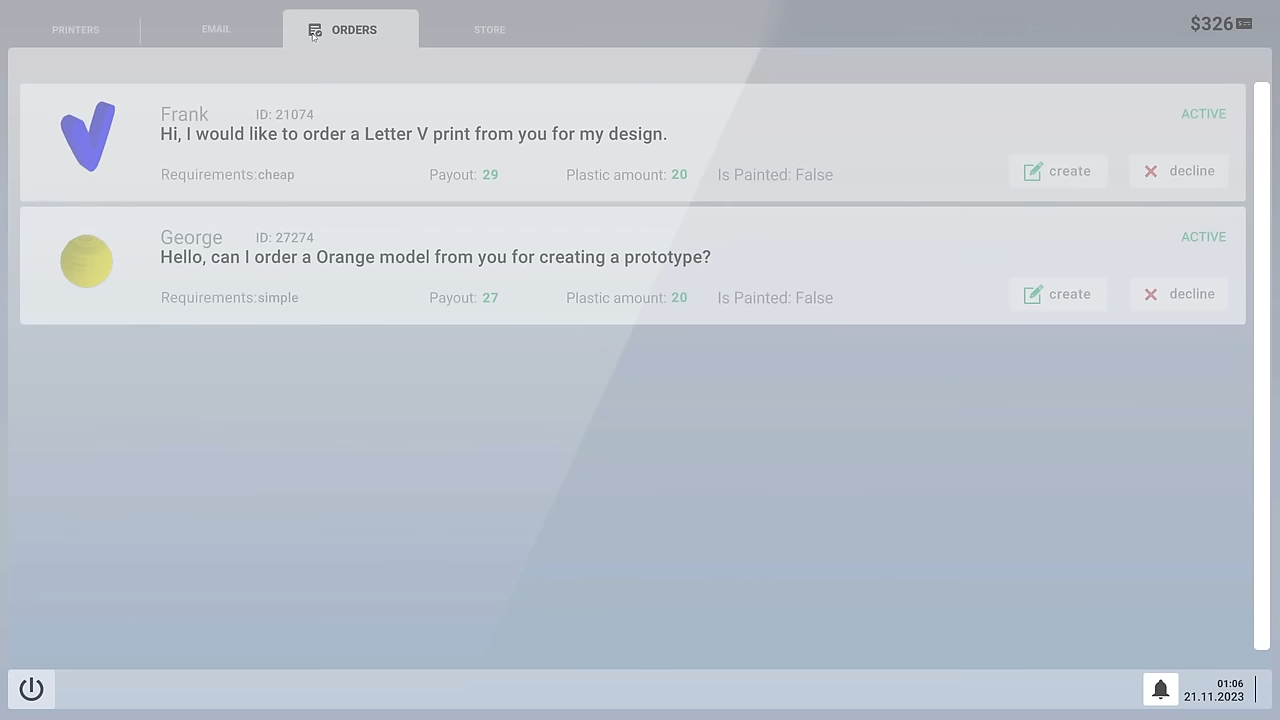 PRINTERS
EMAIL
ORDERS
STORE
$326
Frank ID: 21074
ACTIVE
Hi, I would like to order a Letter V print from you for my design.
Requirements:cheap Payout: 29 Plastic amount: 20 Is Painted: False
create
decline
George ID: 27274
ACTIVE
Hello, can I order a Orange model from you for creating a prototype?
Requirements:simple Payout: 27 Plastic amount: 20 Is Painted: False
create
decline
01:06
21.11.2023